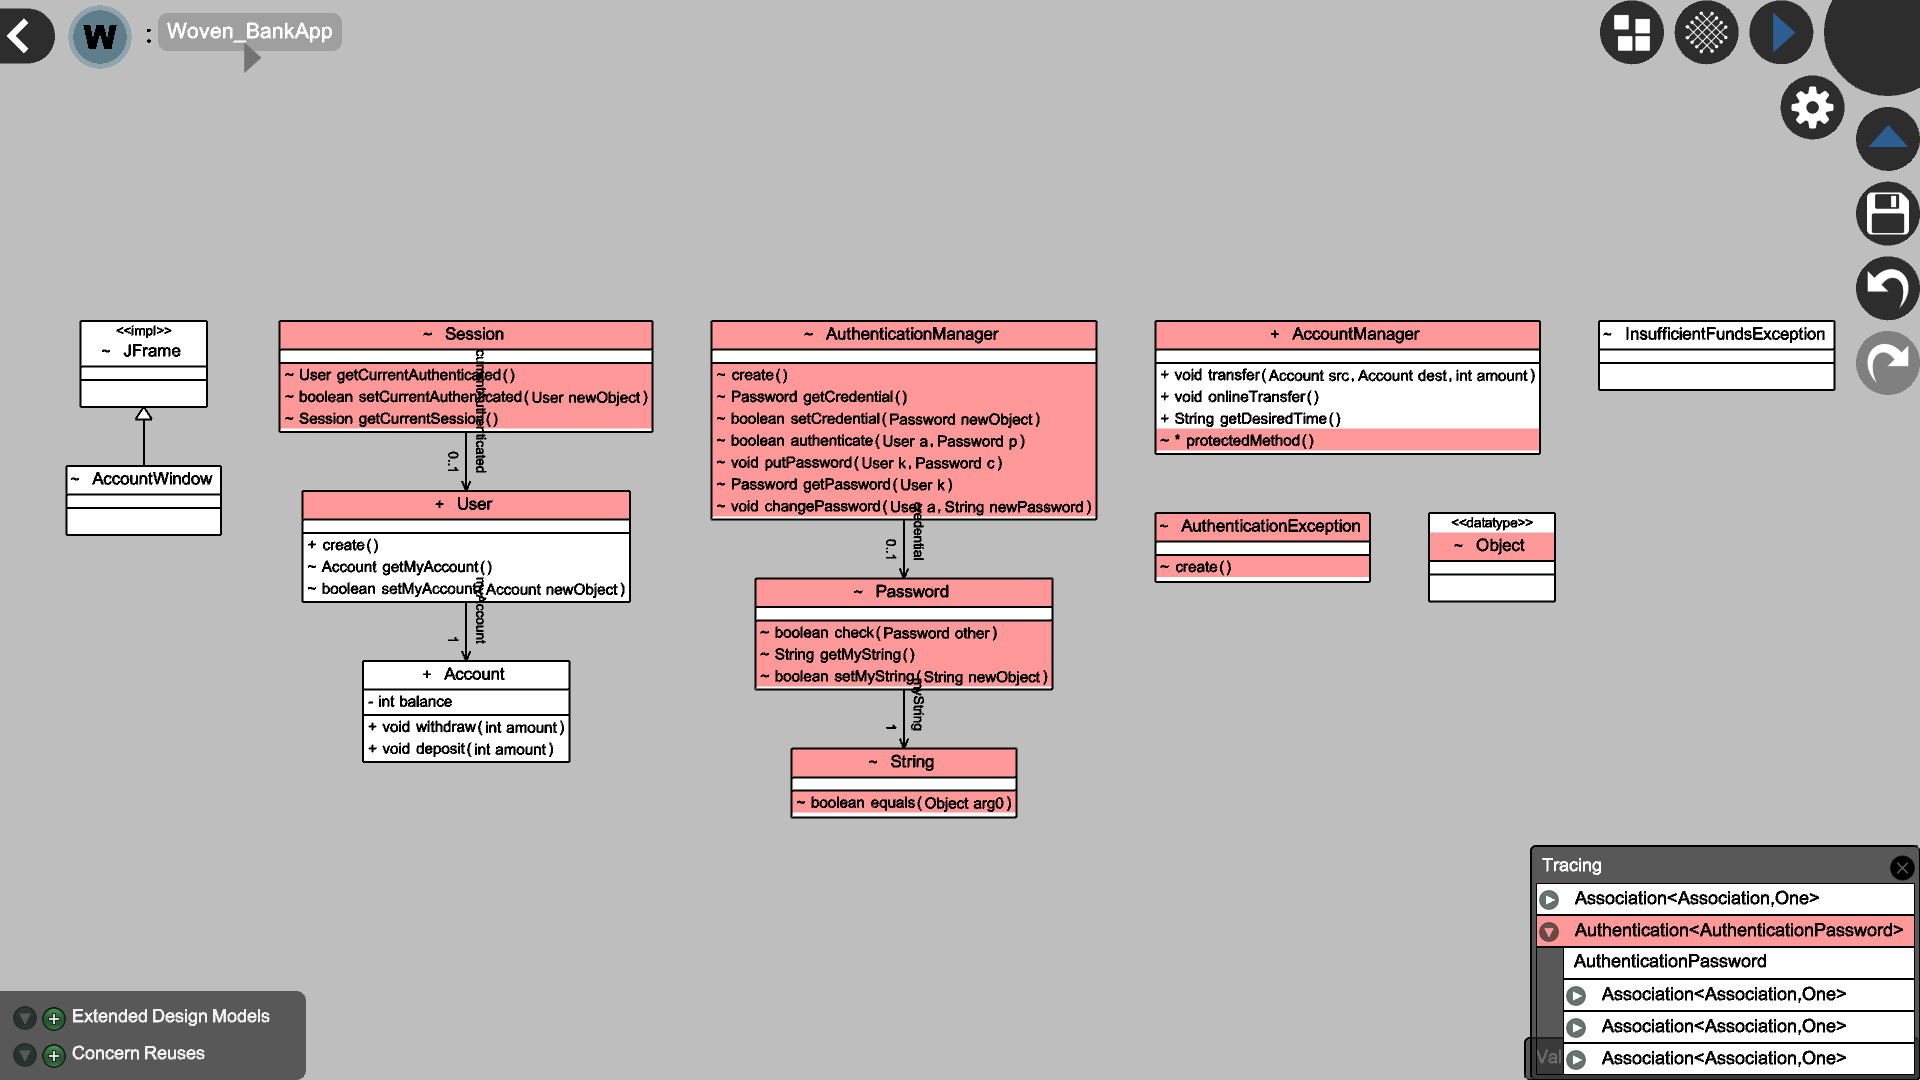 W : Woven_BankApp
<<impl>>
~ JFrame
~ AccountWindow
~ Session
~ User getCurrentAuthenticated()
~ boolean setCurrentAuthenticated(User newObject)
~ Session getCurrentSession()
currentAuthenticated
0..1
+ User
+ create()
~ Account getMyAccount()
~ boolean setMyAccount(Account newObject)
myAccount
1
+ Account
- int balance
+ void withdraw(int amount)
+ void deposit(int amount)
~ AuthenticationManager
~ create()
~ Password getCredential()
~ boolean setCredential(Password newObject)
~ boolean authenticate(User a, Password p)
~ void putPassword(User k, Password c)
~ Password getPassword(User k)
~ void changePassword(User a, String newPassword)
credential
0..1
~ Password
~ boolean check(Password other)
~ String getMyString()
~ boolean setMyString(String newObject)
myString
1
~ String
~ boolean equals(Object arg0)
+ AccountManager
+ void transfer(Account src, Account dest, int amount)
+ void onlineTransfer()
+ String getDesiredTime()
~ * protectedMethod()
~ AuthenticationException
~ create()
<<datatype>>
~ Object
~ InsufficientFundsException
Extended Design Models
Concern Reuses
Tracing
Association<Association,One>
Authentication<AuthenticationPassword>
AuthenticationPassword
Association<Association,One>
Association<Association,One>
Association<Association,One>